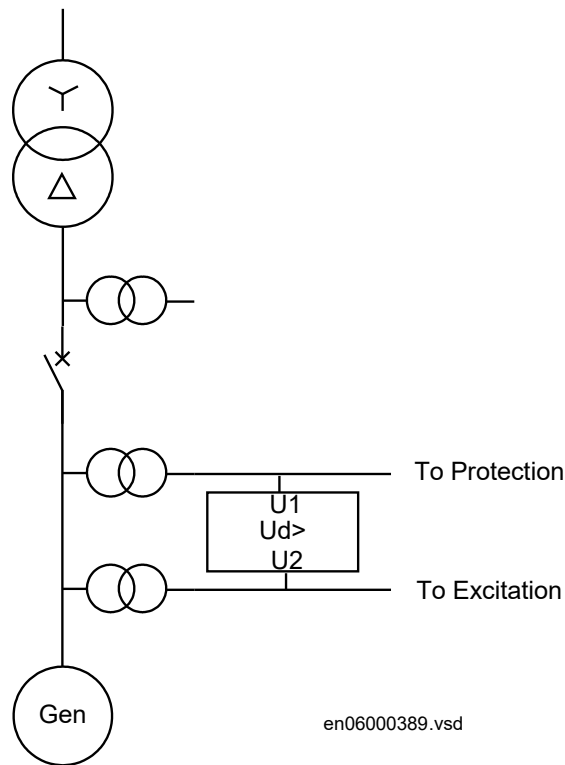 To Protection
U1
Ud>
U2
To Excitation
Gen
en06000389.vsd